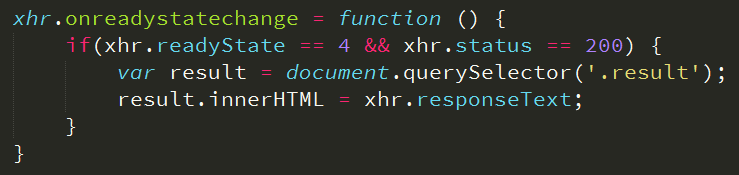 xhr.onreadystatechange = function () {
    if(xhr.readyState == 4 && xhr.status == 200) {
        var result = document.querySelector('.result');
        result.innerHTML = xhr.responseText;
    }
}